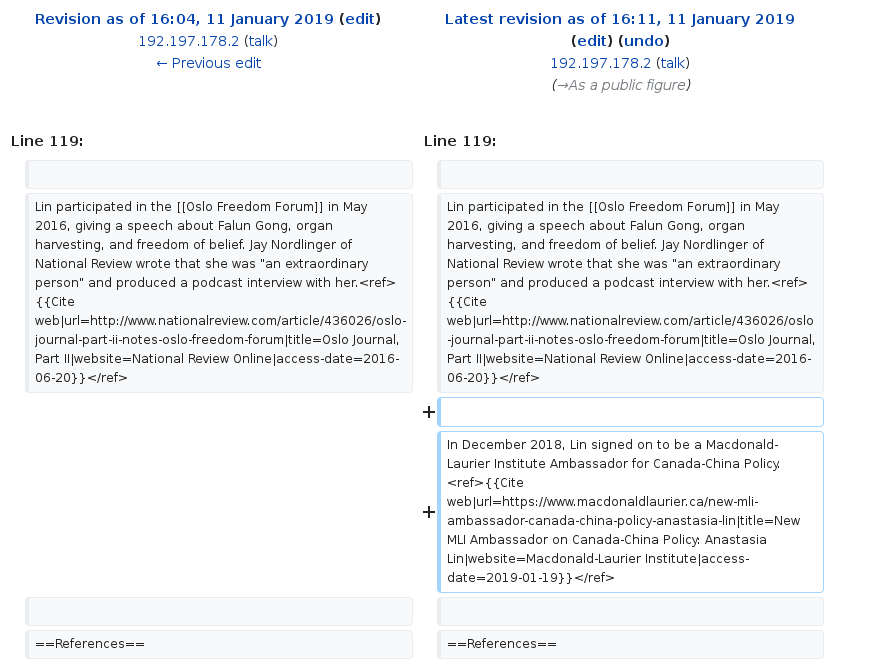 Revision as of 16:04, 11 January 2019 (edit)
192.197.178.2 (talk)
← Previous edit
Latest revision as of 16:11, 11 January 2019
(edit) (undo)
192.197.178.2 (talk)
(→As a public figure)
Line 119:
Line 119:
Lin participated in the [[Oslo Freedom Forum]] in May
2016, giving a speech about Falun Gong, organ
harvesting, and freedom of belief. Jay Nordlinger of
National Review wrote that she was "an extraordinary
person" and produced a podcast interview with her.<ref>
{{Cite
web|url=http://www.nationalreview.com/article/436026/oslo-
journal-part-ii-notes-oslo-freedom-forum|title=Oslo Journal,
Part II|website=National Review Online|access-date=2016-
06-20}}</ref>
Lin participated in the [[Oslo Freedom Forum]] in May
2016, giving a speech about Falun Gong, organ
harvesting, and freedom of belief. Jay Nordlinger of
National Review wrote that she was "an extraordinary
person" and produced a podcast interview with her.<ref>
{{Cite
web|url=http://www.nationalreview.com/article/436026/oslo
-journal-part-ii-notes-oslo-freedom-forum|title=Oslo Journal,
Part II|website=National Review Online|access-date=2016-
06-20}}</ref>
+
+
In December 2018, Lin signed on to be a Macdonald-
Laurier Institute Ambassador for Canada-China Policy.
<ref>{{Cite
web|url=https://www.macdonaldlaurier.ca/new-mli-
ambassador-canada-china-policy-anastasia-lin|title=New
MLI Ambassador on Canada-China Policy: Anastasia
Lin|website=Macdonald-Laurier Institute|access-
date=2019-01-19}}</ref>
==References==
==References==